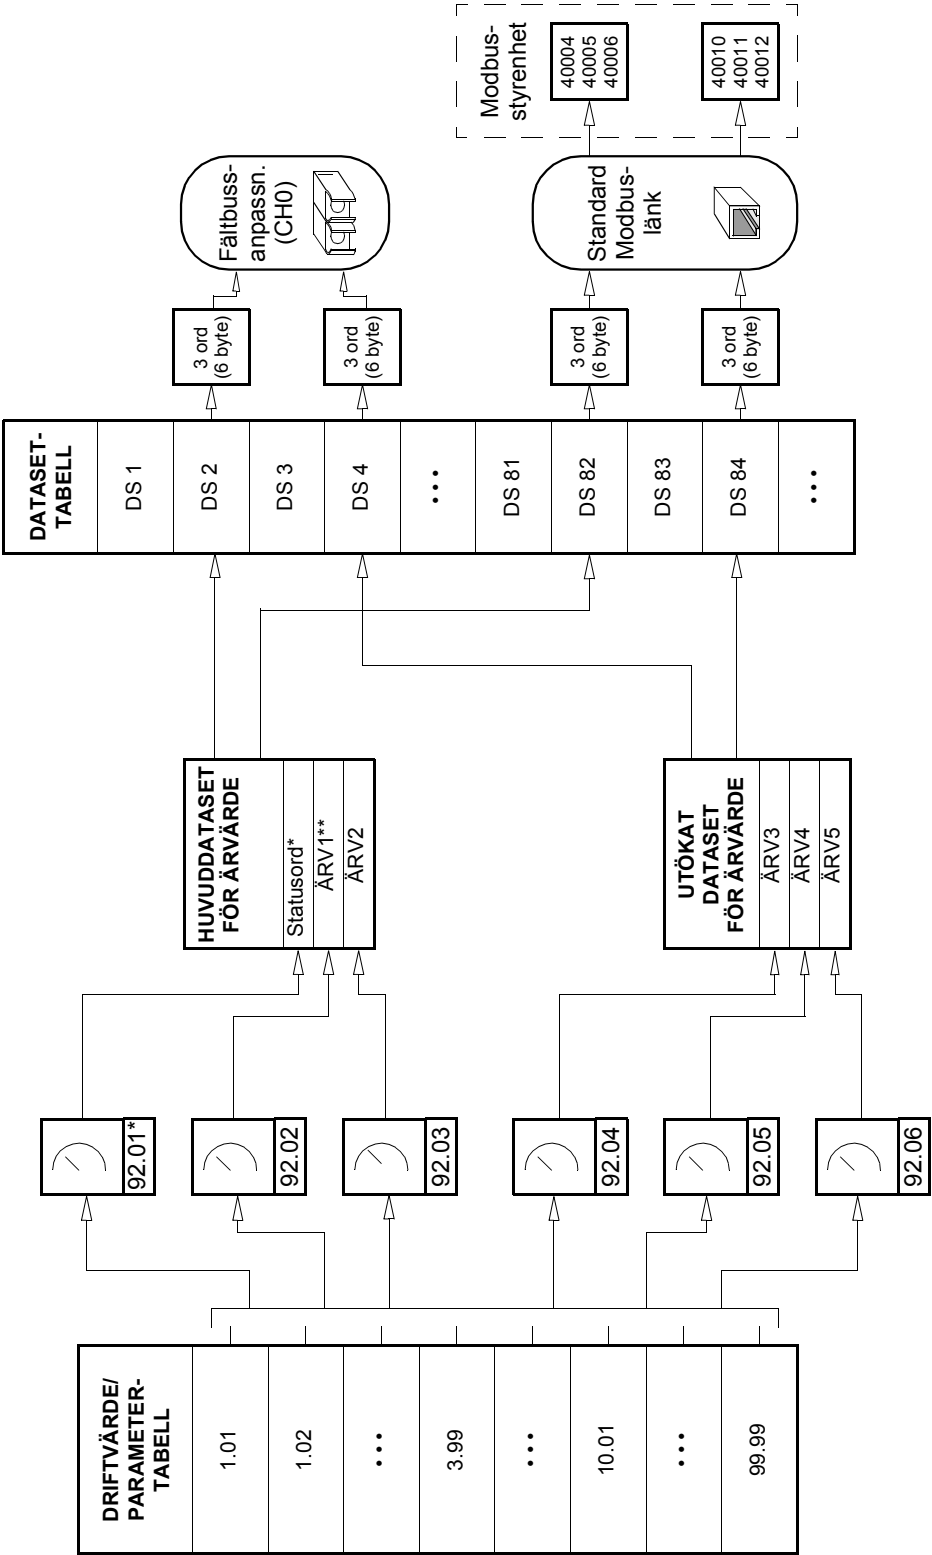 DRIFTVÄRDE/
PARAMETER-
TABELL
1.01
1.02
•••
3.99
•••
10.01
•••
99.99
92.01*
92.02
92.03
92.04
92.05
92.06
HUVUDDATASET
FÖR ÄRVÄRDE
Statusord*
ÄRV1**
ÄRV2
UTÖKAT
DATASET
FÖR ÄRVÄRDE
ÄRV3
ÄRV4
ÄRV5
DATASET-
TABELL
DS 1
DS 2
DS 3
DS 4
•••
DS 81
DS 82
DS 83
DS 84
•••
3 ord
(6 byte)
3 ord
(6 byte)
3 ord
(6 byte)
3 ord
(6 byte)
Fältbuss-
anpassn.
(CH0)
Standard
Modbus-
länk
Modbus-
styrenhet
40004
40005
40006
40010
40011
40012